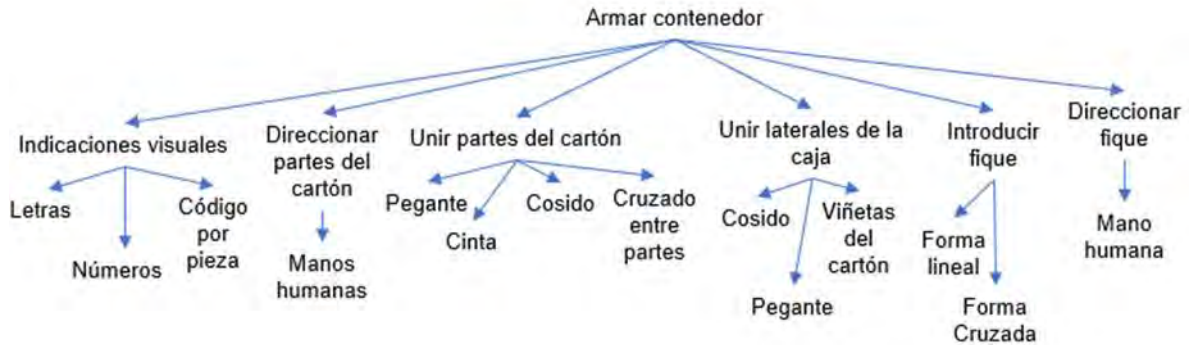 Armar contenedor
Indicaciones visuales
Letras
Números
Código
por
pieza
Direccionar
partes del
cartón
Manos
humanas
Unir partes del cartón
Pegante
Cinta
Cosido
Cruzado
entre
partes
Unir laterales de la
caja
Cosido
Pegante
Viñetas
del
cartón
Introducir
fique
Forma
lineal
Forma
Cruzada
Direccionar
fique
Mano
humana